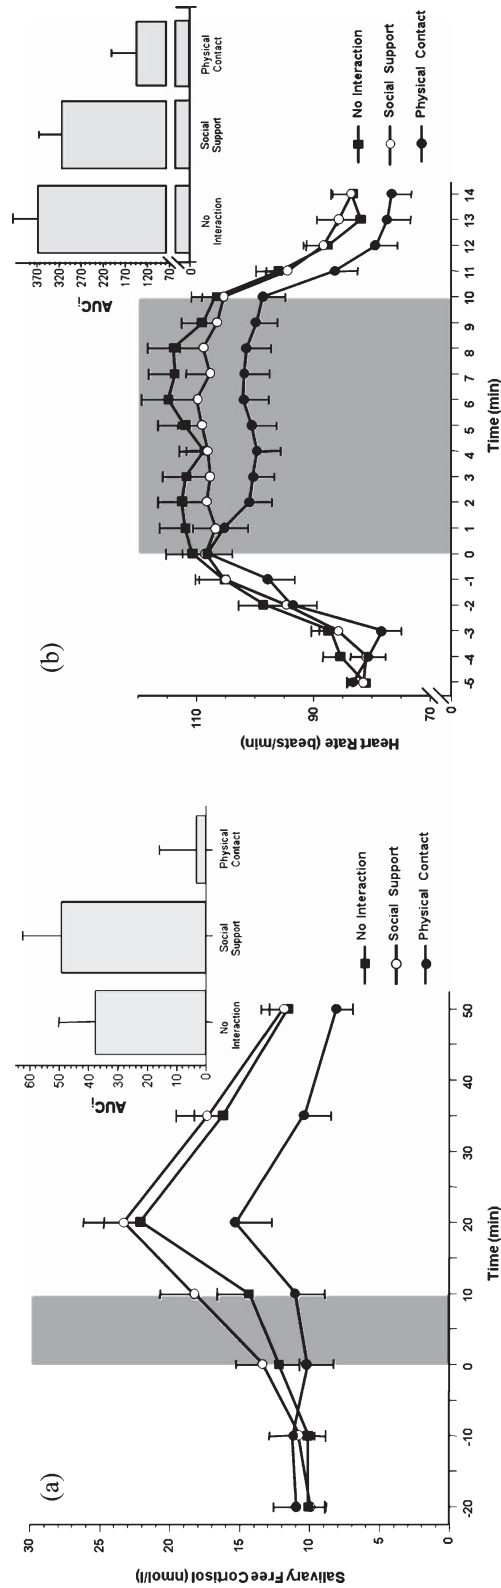 (a)
Salivary Free Cortisol (nmol/l)
30
25
20
15
10
5
0
-20
-10
0
10
20
30
40
50
Time (min)
AUCi
60
50
40
30
20
10
0
No
Interaction
Social
Support
Physical
Contact
No Interaction
Social Support
Physical Contact
(b)
Heart Rate (beats/min)
110
90
70
0
-5
-4
-3
-2
-1
0
1
2
3
4
5
6
7
8
9
10
11
12
13
14
Time (min)
AUCi
370
320
270
220
170
120
70
0
No
Interaction
Social
Support
Physical
Contact
No Interaction
Social Support
Physical Contact